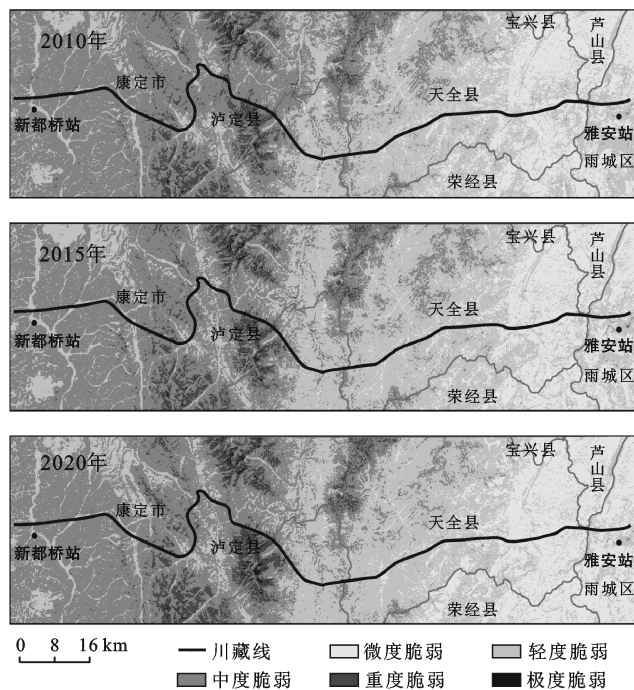 2010年
康定市
新都桥站
泸定县
天全县
宝兴县
芦山县
雅安站
雨城区
荥经县
2015年
康定市
新都桥站
泸定县
天全县
宝兴县
芦山县
雅安站
雨城区
荥经县
2020年
康定市
新都桥站
泸定县
天全县
宝兴县
芦山县
雅安站
雨城区
荥经县
0 8 16 km
川藏线 微度脆弱 轻度脆弱
中度脆弱 重度脆弱 极度脆弱